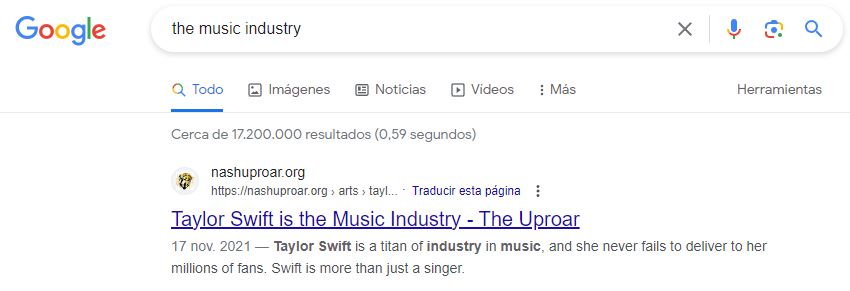 Google
the music industry
Todo Imágenes Noticias Vídeos Más Herramientas
Cerca de 17.200.000 resultados (0,59 segundos)
nashuproar.org
https://nashuproar.org › arts › tayl... · Traducir esta página
Taylor Swift is the Music Industry - The Uproar
17 nov. 2021 — Taylor Swift is a titan of industry in music, and she never fails to deliver to her
millions of fans. Swift is more than just a singer.